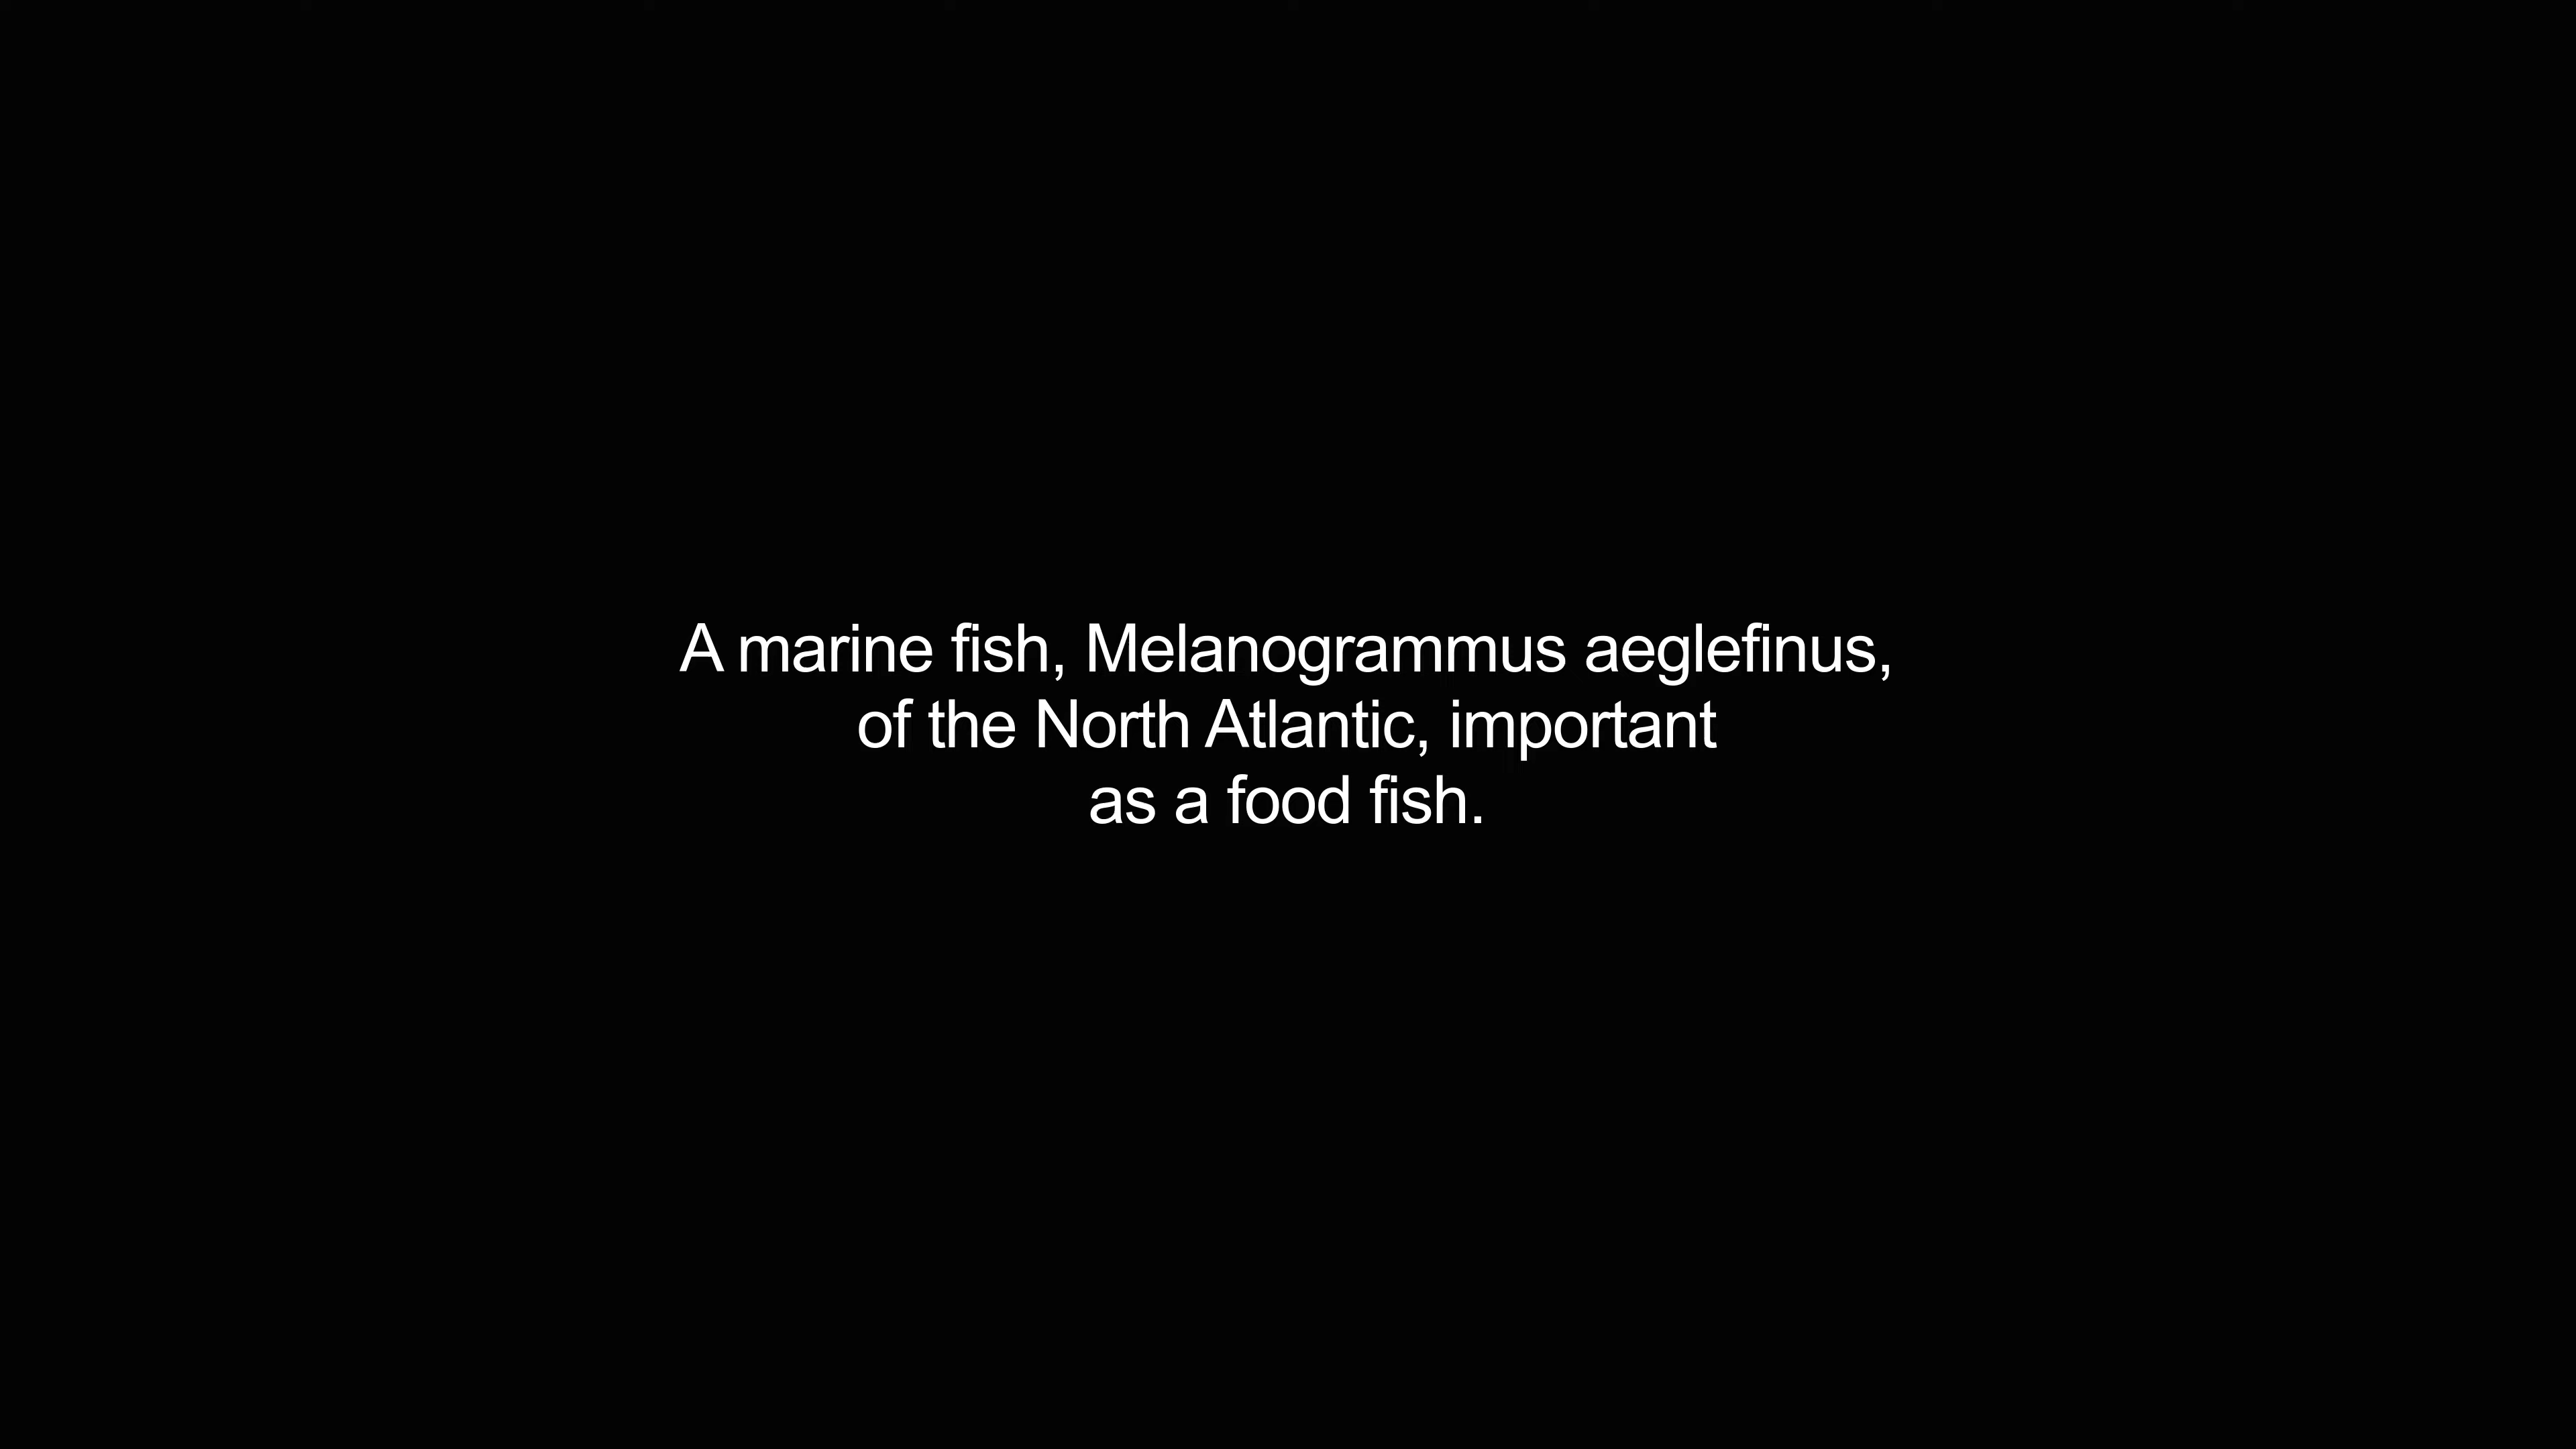 A marine fish, Melanogrammus aeglefinus,
of the North Atlantic, important
as a food fish.